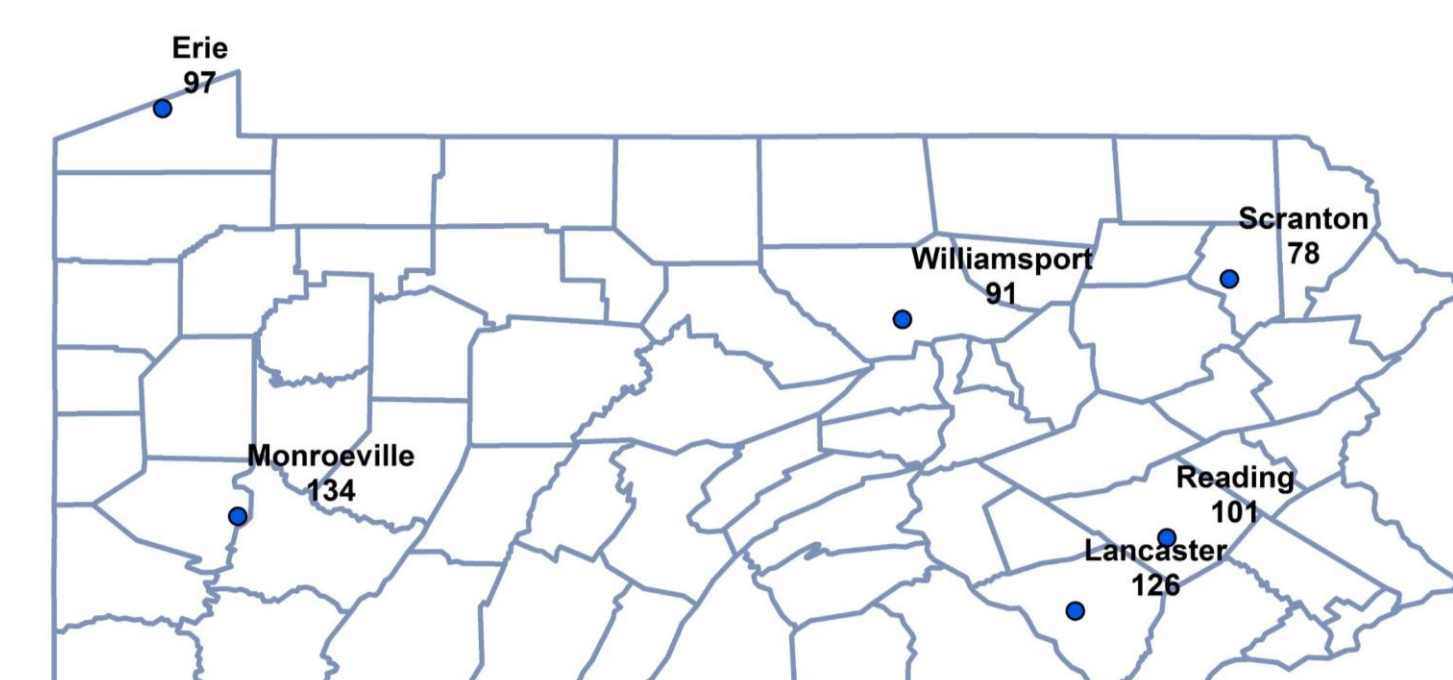 Erie
97
Scranton
78
Williamsport
91
Monroeville
134
Reading
101
Lancaster
126